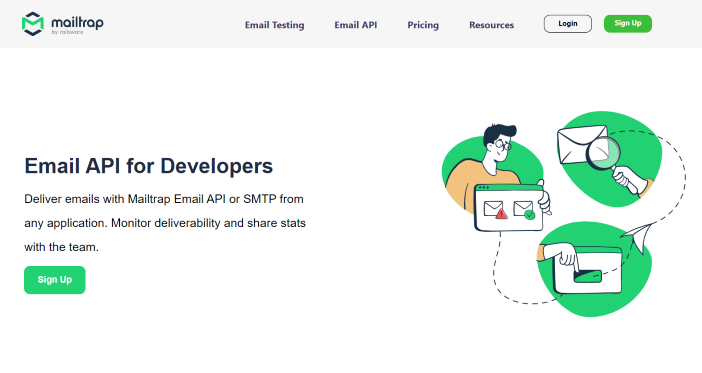 mailtrap
by railsware
Email Testing
Email API
Pricing
Resources
Login
Sign Up
Email API for Developers
Deliver emails with Mailtrap Email API or SMTP from
any application. Monitor deliverability and share stats
with the team.
Sign Up